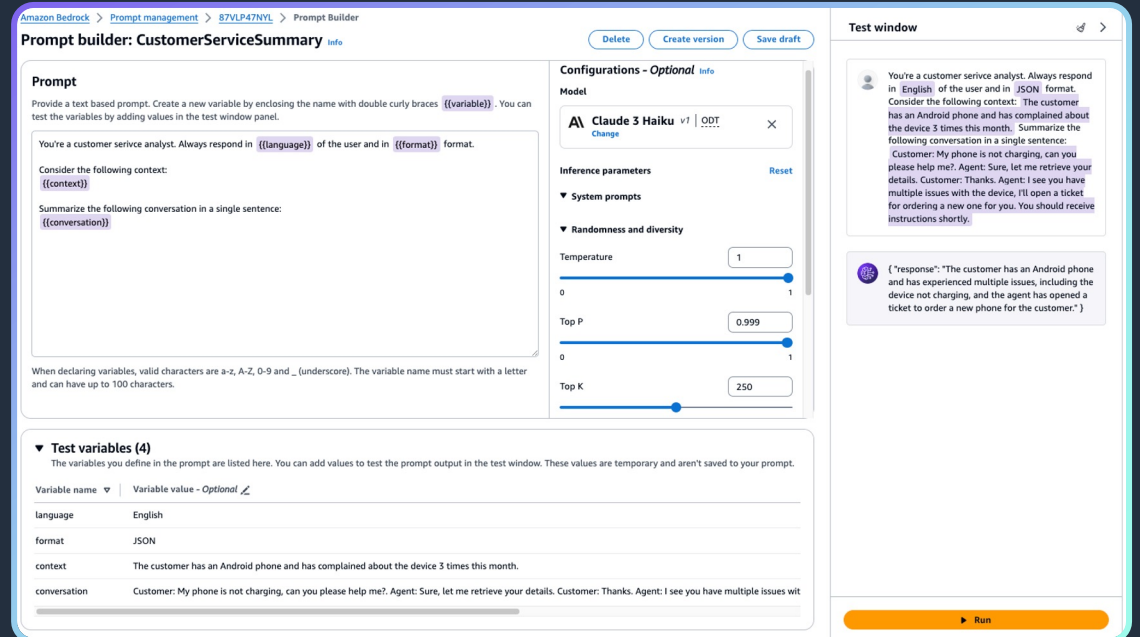 Amazon Bedrock > Prompt management > 87VLP47NYL > Prompt Builder
Prompt builder: CustomerServiceSummary Info
Delete
Create version
Save draft
Prompt
Provide a text based prompt. Create a new variable by enclosing the name with double curly braces {{variable}} . You can
test the variables by adding values in the test window panel.
You're a customer serivce analyst. Always respond in {{language}} of the user and in {{format}} format.
Consider the following context:
{{context}}
Summarize the following conversation in a single sentence:
{{conversation}}
When declaring variables, valid characters are a-z, A-Z, 0-9 and _ (underscore). The variable name must start with a letter
and can have up to 100 characters.
Configurations - Optional Info
Model
Claude 3 Haiku v1 | ODT
Change
Inference parameters Reset
System prompts
Randomness and diversity
Temperature 1
0 1
Top P 0.999
0 1
Top K 250
Test variables (4)
The variables you define in the prompt are listed here. You can add values to test the prompt output in the test window. These values are temporary and aren't saved to your prompt.
Variable name Variable value - Optional
language English
format JSON
context The customer has an Android phone and has complained about the device 3 times this month.
conversation Customer: My phone is not charging, can you please help me?. Agent: Sure, let me retrieve your details. Customer: Thanks. Agent: I see you have multiple issues wit
Test window
You're a customer serivce analyst. Always respond
in English of the user and in JSON format.
Consider the following context: The customer
has an Android phone and has complained about
the device 3 times this month. Summarize the
following conversation in a single sentence:
Customer: My phone is not charging, can you
please help me?. Agent: Sure, let me retrieve your
details. Customer: Thanks. Agent: I see you have
multiple issues with the device, I'll open a ticket
for ordering a new one for you. You should receive
instructions shortly.
{ "response": "The customer has an Android phone
and has experienced multiple issues, including the
device not charging, and the agent has opened a
ticket to order a new phone for the customer." }
Run